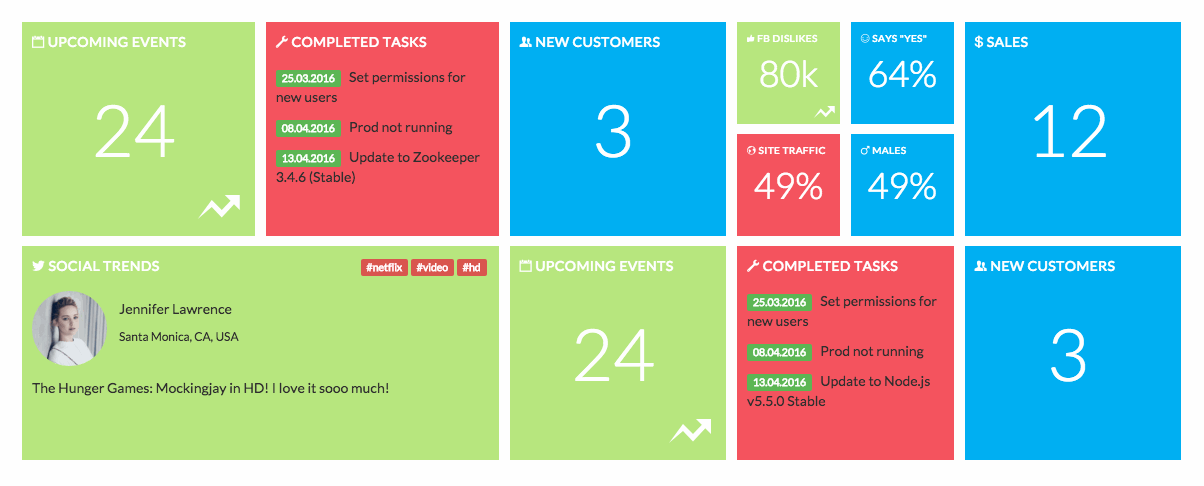 UPCOMING EVENTS
24
COMPLETED TASKS
25.03.2016 Set permissions for
new users
08.04.2016 Prod not running
13.04.2016 Update to Zookeeper
3.4.6 (Stable)
NEW CUSTOMERS
3
FB DISLIKES
80k
SAYS "YES"
64%
SITE TRAFFIC
49%
MALES
49%
$ SALES
12
SOCIAL TRENDS
#netflix #video #hd
Jennifer Lawrence
Santa Monica, CA, USA
The Hunger Games: Mockingjay in HD! I love it sooo much!
UPCOMING EVENTS
24
COMPLETED TASKS
25.03.2016 Set permissions for
new users
08.04.2016 Prod not running
13.04.2016 Update to Node.js
v5.5.0 Stable
NEW CUSTOMERS
3